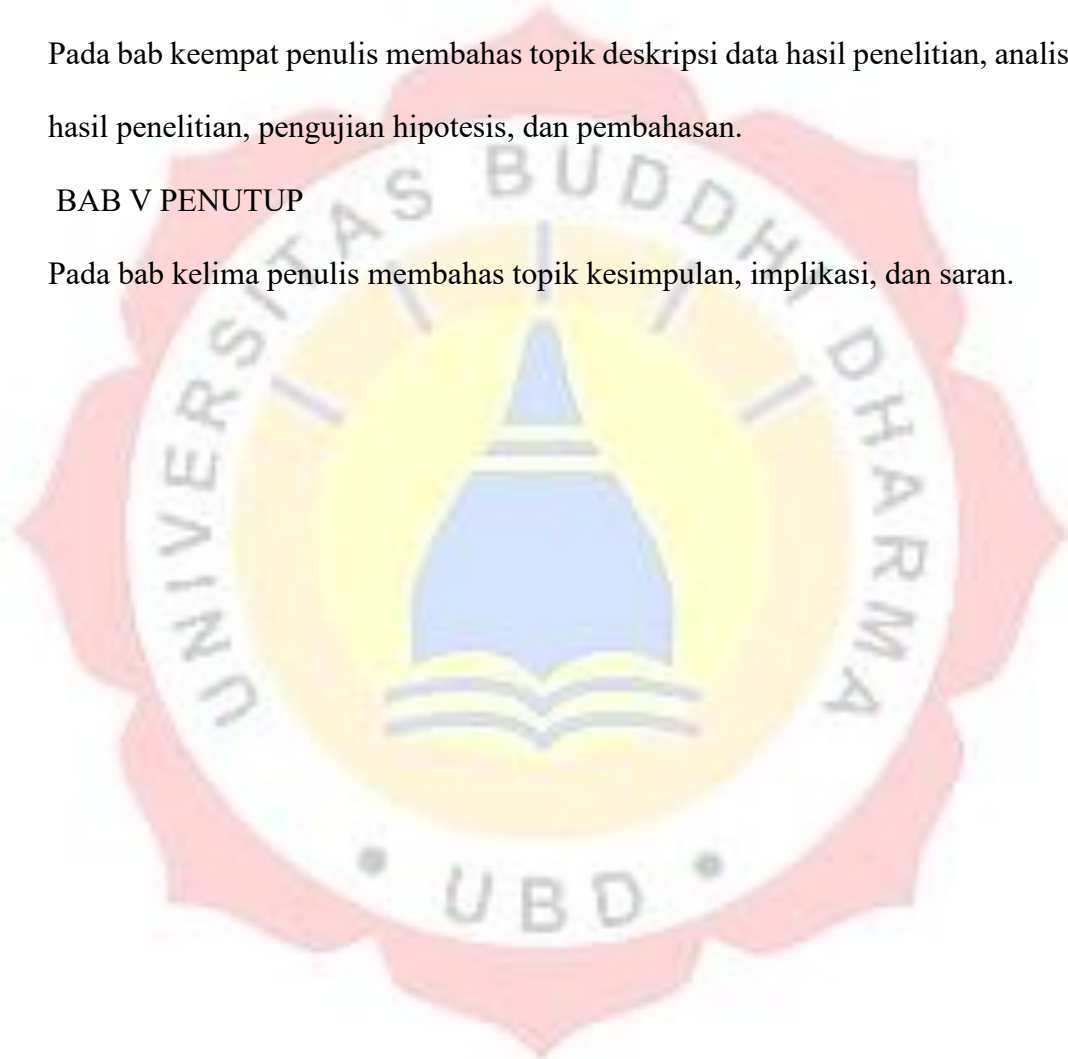 Pada bab keempat penulis membahas topik deskripsi data hasil penelitian, analis
hasil penelitian, pengujian hipotesis, dan pembahasan.
BAB V PENUTUP
Pada bab kelima penulis membahas topik kesimpulan, implikasi, dan saran.
UNIVERSITAS BUDDHI DHARMA
• UBD •